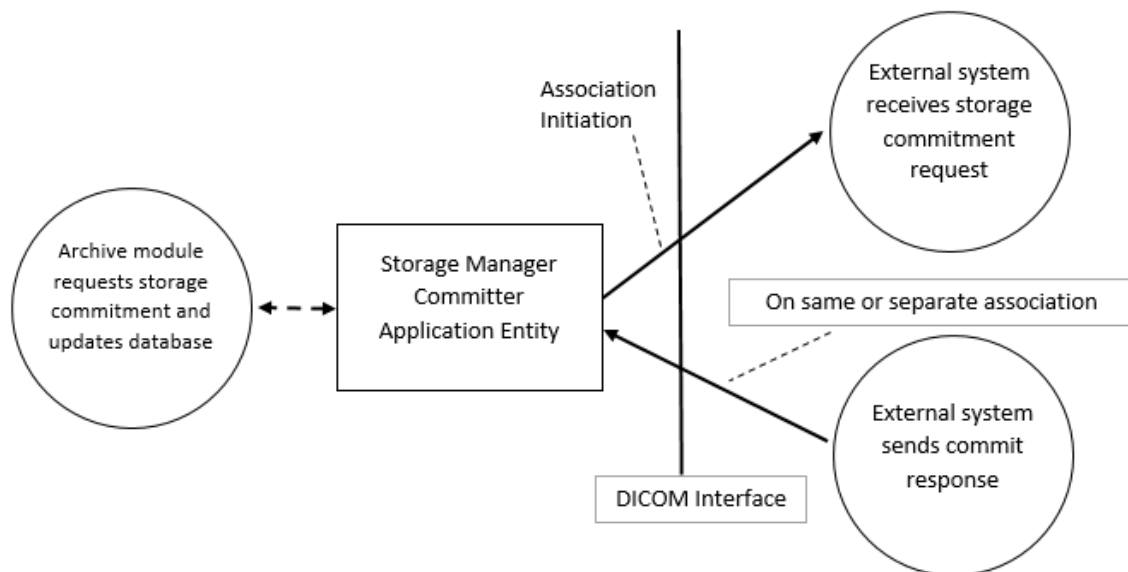 Archive module
requests storage
commitment and
updates database
Storage Manager
Committer
Application Entity
Association
Initiation
External system
receives storage
commitment
request
On same or separate association
External system
sends commit
response
DICOM Interface